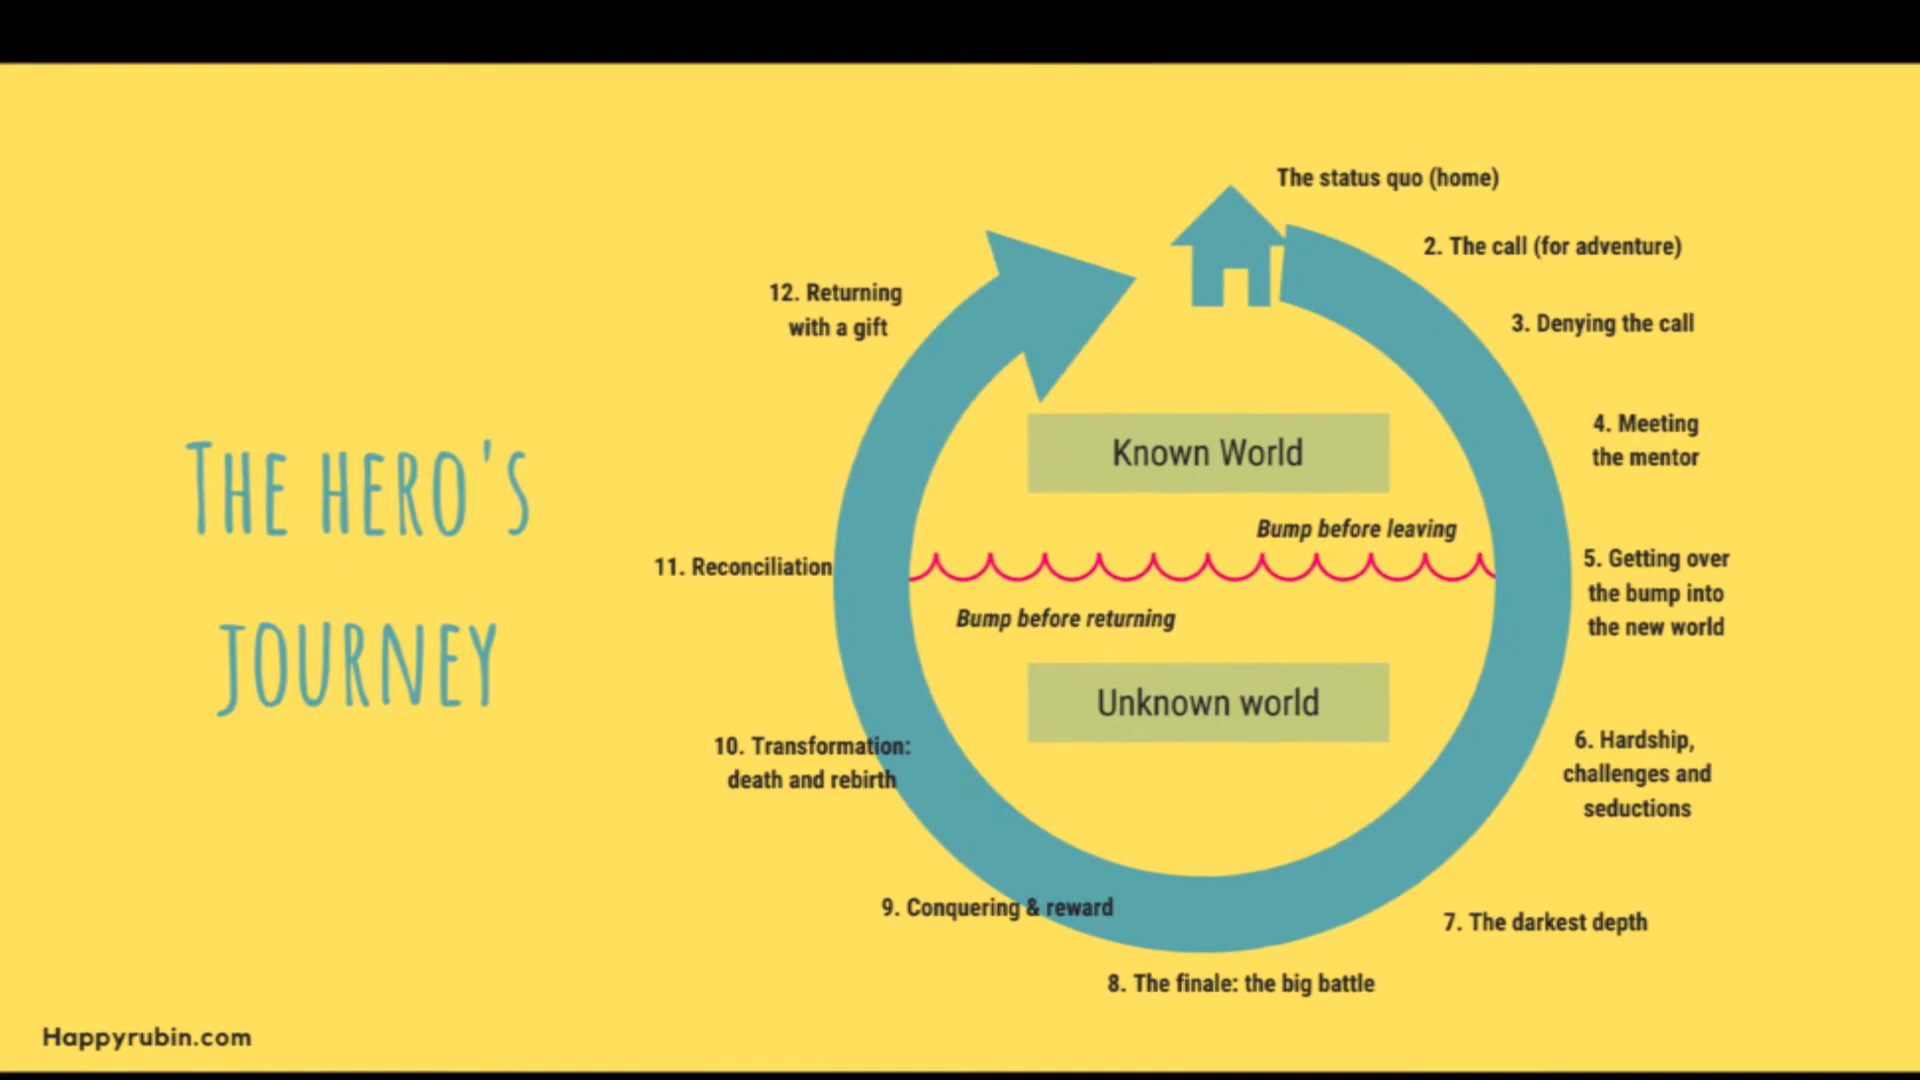 THE HERO'S
JOURNEY
The status quo (home)
2. The call (for adventure)
3. Denying the call
4. Meeting
the mentor
5. Getting over
the bump into
the new world
6. Hardship,
challenges and
seductions
7. The darkest depth
8. The finale: the big battle
9. Conquering & reward
10. Transformation:
death and rebirth
11. Reconciliation
12. Returning
with a gift
Known World
Bump before leaving
Bump before returning
Unknown world
Happyrubin.com